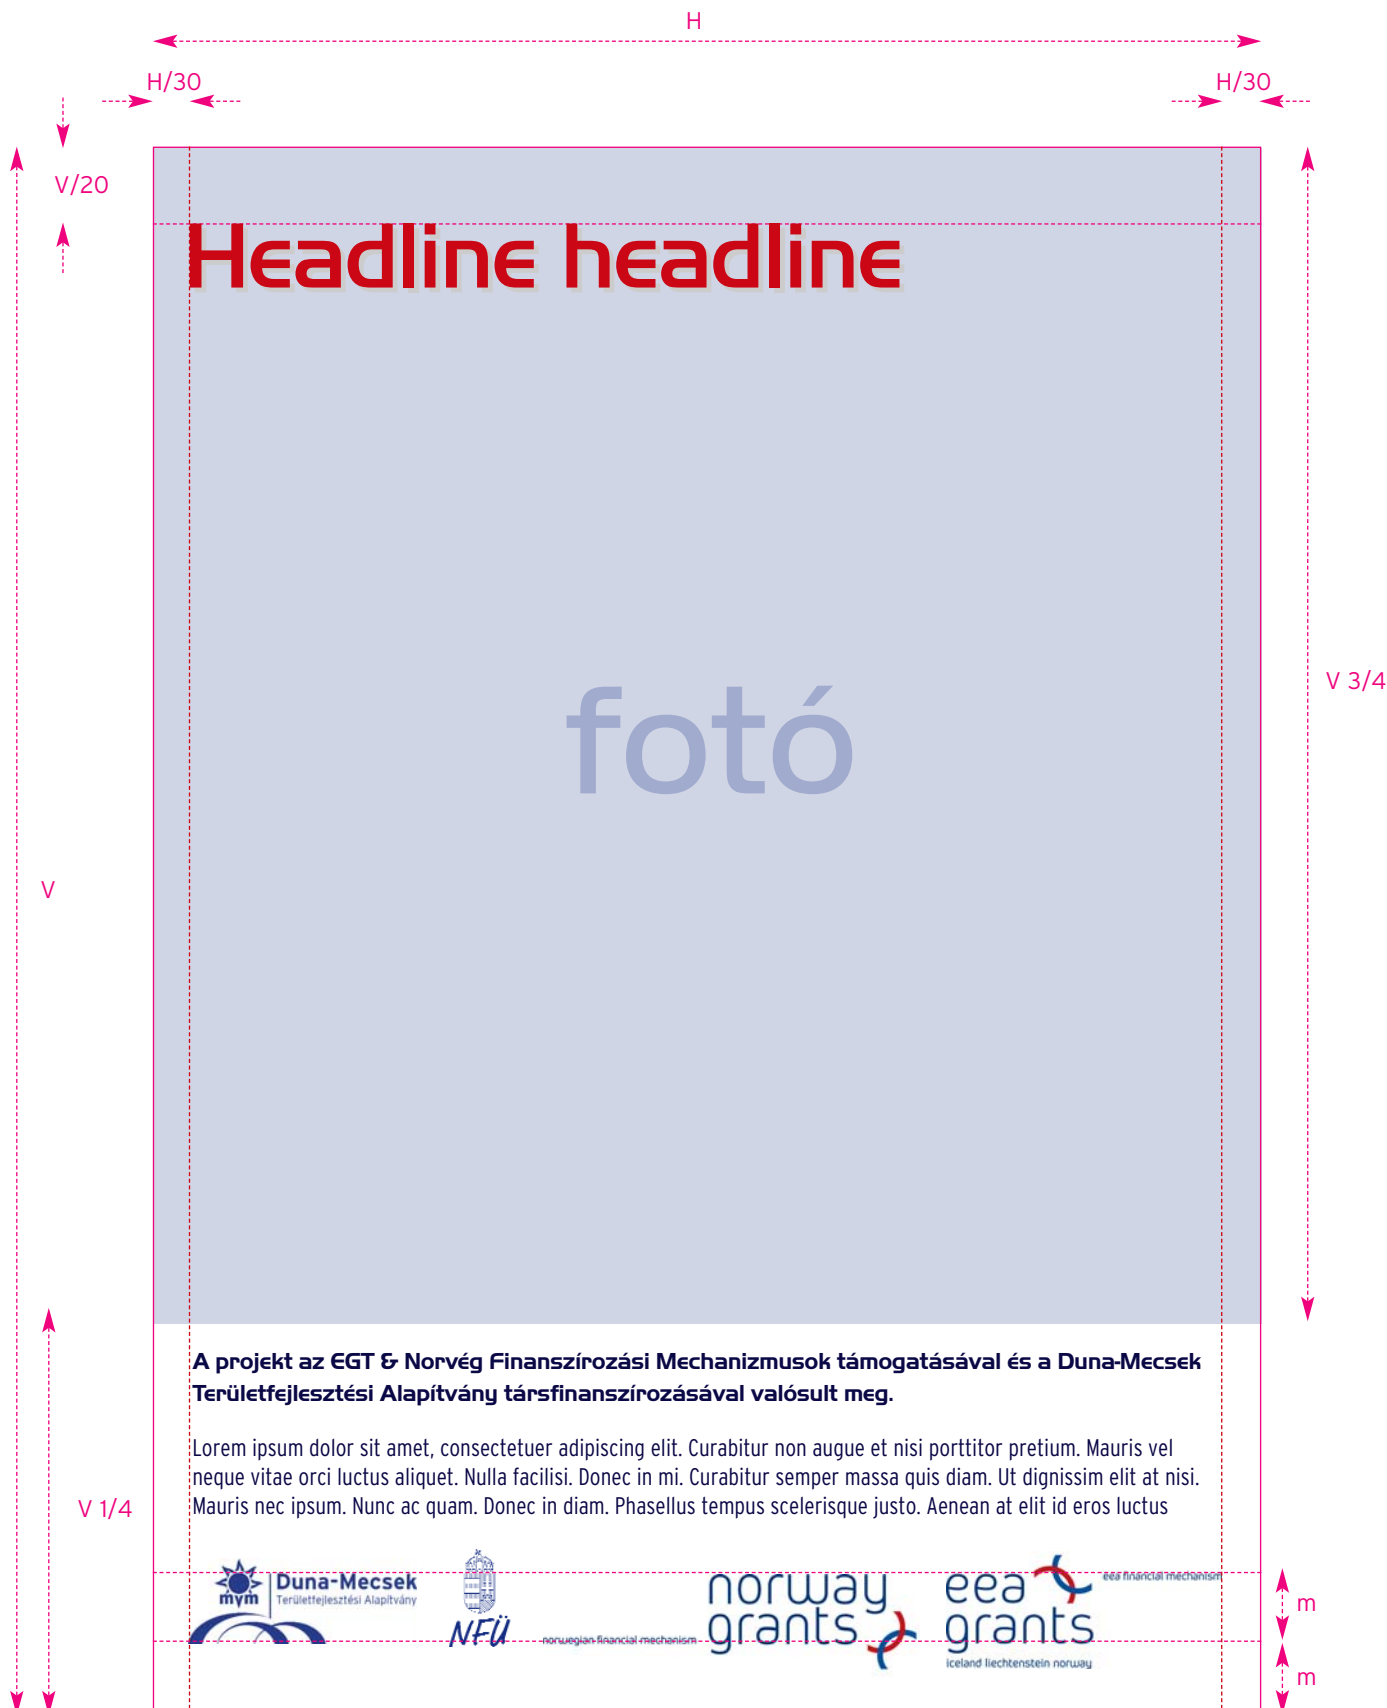 H
H/30
H/30
V/20
Headline headline
fotó
V 3/4
V
A projekt az EGT & Norvég Finanszírozási Mechanizmusok támogatásával és a Duna-Mecsek
Területfejlesztési Alapítvány társfinanszírozásával valósult meg.
Lorem ipsum dolor sit amet, consectetuer adipiscing elit. Curabitur non augue et nisi porttitor pretium. Mauris vel
neque vitae orci luctus aliquet. Nulla facilisi. Donec in mi. Curabitur semper massa quis diam. Ut dignissim elit at nisi.
Mauris nec ipsum. Nunc ac quam. Donec in diam. Phasellus tempus scelerisque justo. Aenean at elit id eros luctus
V 1/4
mvm
Duna-Mecsek
Területfejlesztési Alapítvány
NFÜ
norwegian financial mechanism
norway
grants
eea
grants
iceland liechtenstein norway
eea financial mechanism
m
m